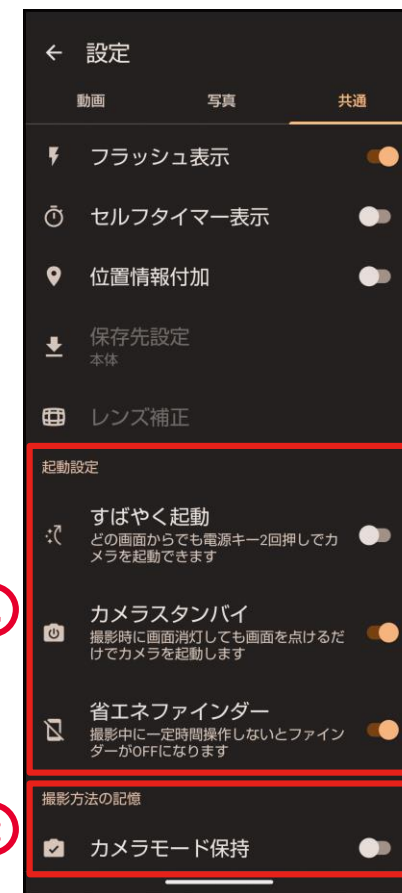 設定
動画 写真 共通
フラッシュ表示
セルフタイマー表示
位置情報付加
保存先設定
本体
レンズ補正
起動設定
すばやく起動
どの画面からでも電源キー2回押しでカ
メラを起動できます
カメラスタンバイ
撮影時に画面消灯しても画面を点けるだ
けでカメラを起動します
省エネファインダー
撮影中に一定時間操作しないとファイン
ダーがOFFになります
撮影方法の記憶
カメラモード保持